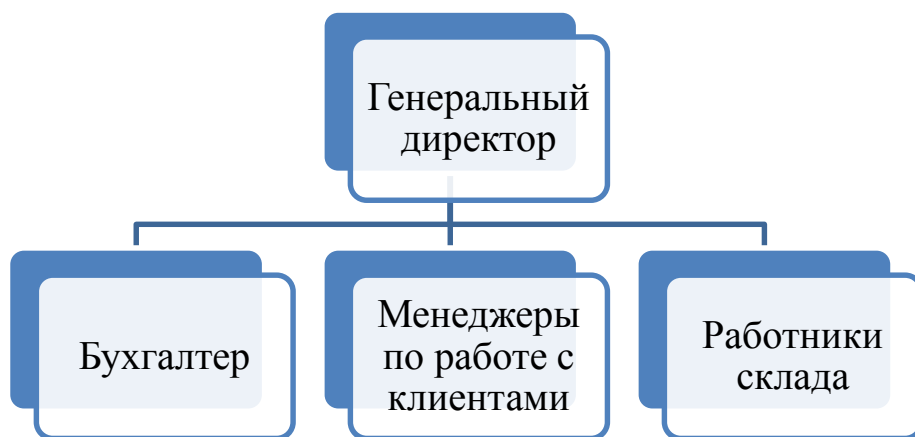 Генеральный
директор
Бухгалтер
Менеджеры
по работе с
клиентами
Работники
склада